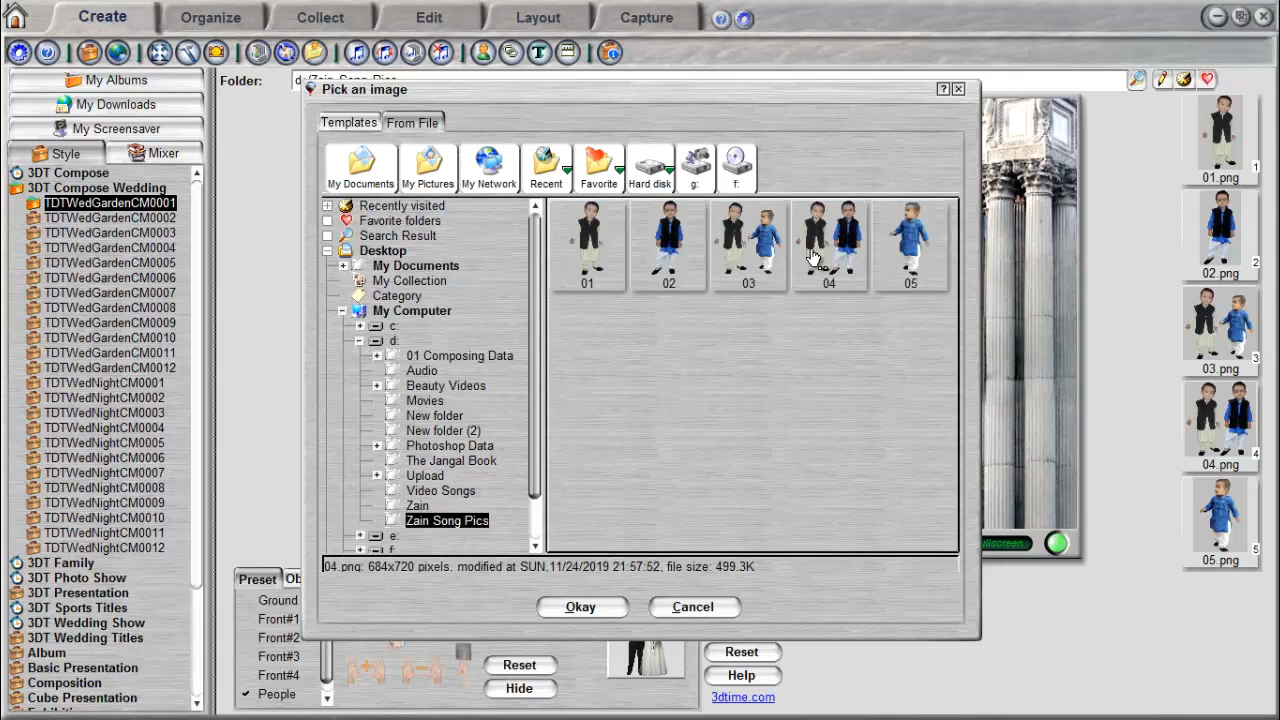 Create
Organize
Collect
Edit
Layout
Capture
My Albums
My Downloads
My Screensaver
Style
Mixer
3DT Compose
3DT Compose Wedding
TDTWedGardenCM0001
TDTWedGardenCM0002
TDTWedGardenCM0003
TDTWedGardenCM0004
TDTWedGardenCM0005
TDTWedGardenCM0006
TDTWedGardenCM0007
TDTWedGardenCM0008
TDTWedGardenCM0009
TDTWedGardenCM0010
TDTWedGardenCM0011
TDTWedGardenCM0012
TDTWedNightCM0001
TDTWedNightCM0002
TDTWedNightCM0003
TDTWedNightCM0004
TDTWedNightCM0005
TDTWedNightCM0006
TDTWedNightCM0007
TDTWedNightCM0008
TDTWedNightCM0009
TDTWedNightCM0010
TDTWedNightCM0011
TDTWedNightCM0012
3DT Family
3DT Photo Show
3DT Presentation
3DT Sports Titles
3DT Wedding Show
3DT Wedding Titles
Album
Basic Presentation
Composition
Cube Presentation
Folder:
d:/Zain Song Pics
Pick an image
Templates
From File
My Documents
My Pictures
My Network
Recent
Favorite
Hard disk
g:
f:
Recently visited
Favorite folders
Search Result
Desktop
My Documents
My Collection
Category
My Computer
c:
d:
01 Composing Data
Audio
Beauty Videos
Movies
New folder
New folder (2)
Photoshop Data
The Jangal Book
Upload
Video Songs
Zain
Zain Song Pics
e:
f:
01
02
03
04
05
04.png: 684x720 pixels, modified at SUN,11/24/2019 21:57:52, file size: 499.3K
Okay
Cancel
Preset
Ground
Front#1
Front#2
Front#3
Front#4
People
Reset
Hide
Reset
Help
3dtime.com
1
01.png
2
02.png
3
03.png
4
04.png
5
05.png